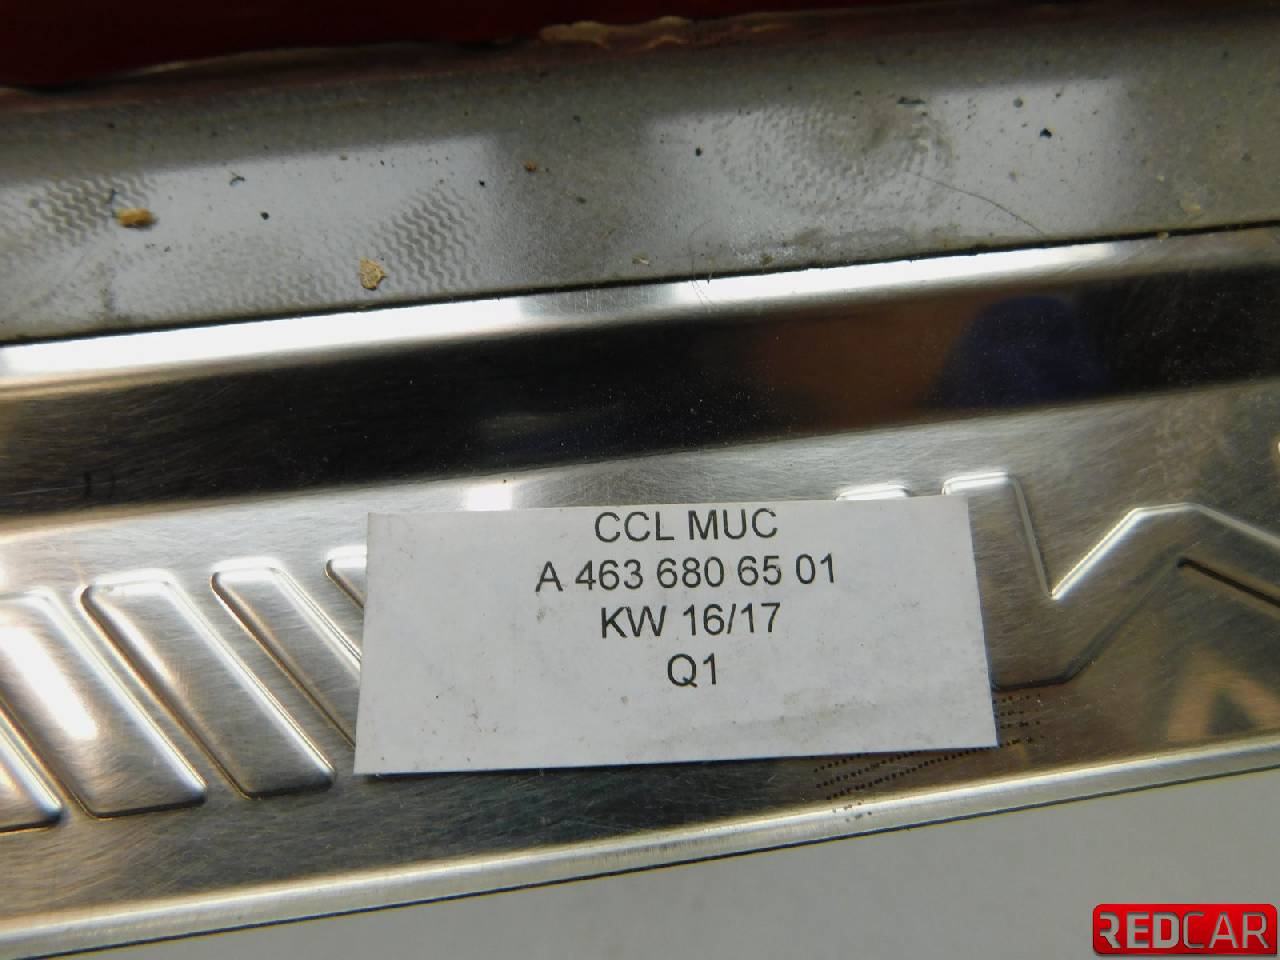 CCL MUC
A 463 680 65 01
KW 16/17
Q1
REDCAR